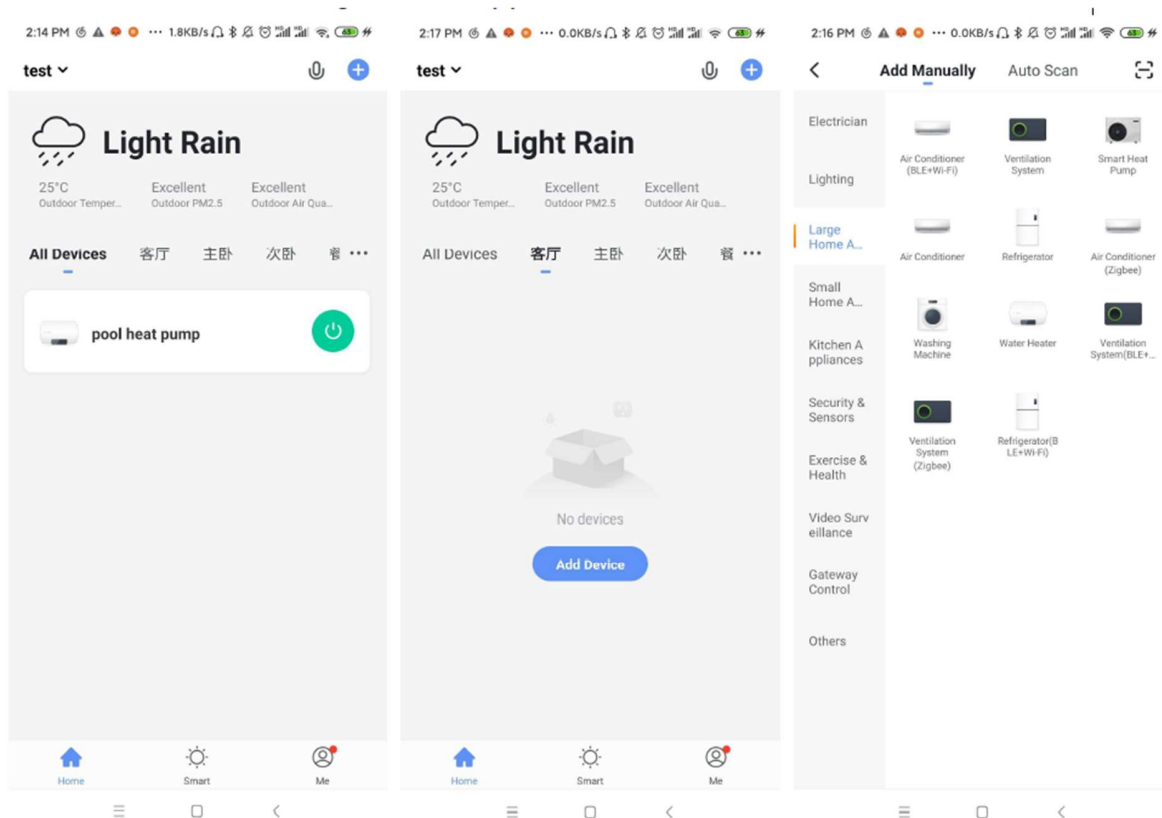 2:14 PM
1.8KB/s
test
Light Rain
25°C
Excellent
Excellent
Outdoor Temper...
Outdoor PM2.5
Outdoor Air Qua...
All Devices
客厅
主卧
次卧
餐
pool heat pump
Home
Smart
Me
2:17 PM
0.0KB/s
test
Light Rain
25°C
Excellent
Excellent
Outdoor Temper...
Outdoor PM2.5
Outdoor Air Qua...
All Devices
客厅
主卧
次卧
餐
No devices
Add Device
Home
Smart
Me
2:16 PM
0.0KB/s
Add Manually
Auto Scan
Electrician
Lighting
Large
Home A...
Small
Home A...
Kitchen A
ppliances
Security &
Sensors
Exercise &
Health
Video Surv
eillance
Gateway
Control
Others
Air Conditioner
(BLE+Wi-Fi)
Ventilation
System
Smart Heat
Pump
Air Conditioner
Refrigerator
Air Conditioner
(Zigbee)
Washing
Machine
Water Heater
Ventilation
System(BLE+...
Ventilation
System
(Zigbee)
Refrigerator(B
LE+Wi-Fi)